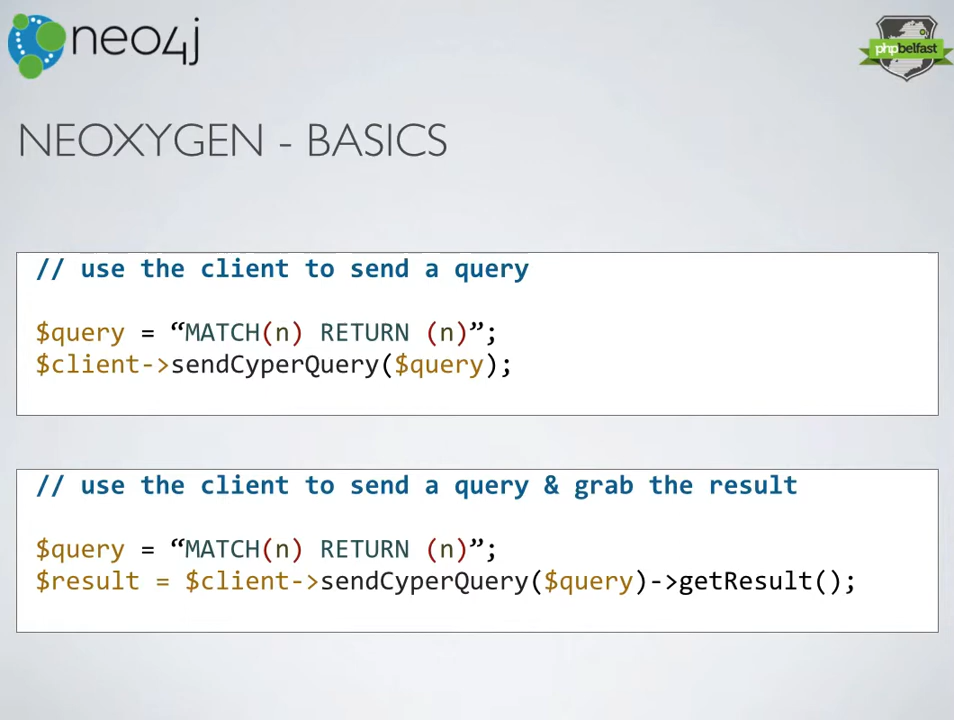 neo4j
phpbelfast
NEOXYGEN - BASICS
// use the client to send a query
$query = “MATCH(n) RETURN (n)”;
$client->sendCyperQuery($query);
// use the client to send a query & grab the result
$query = “MATCH(n) RETURN (n)”;
$result = $client->sendCyperQuery($query)->getResult();